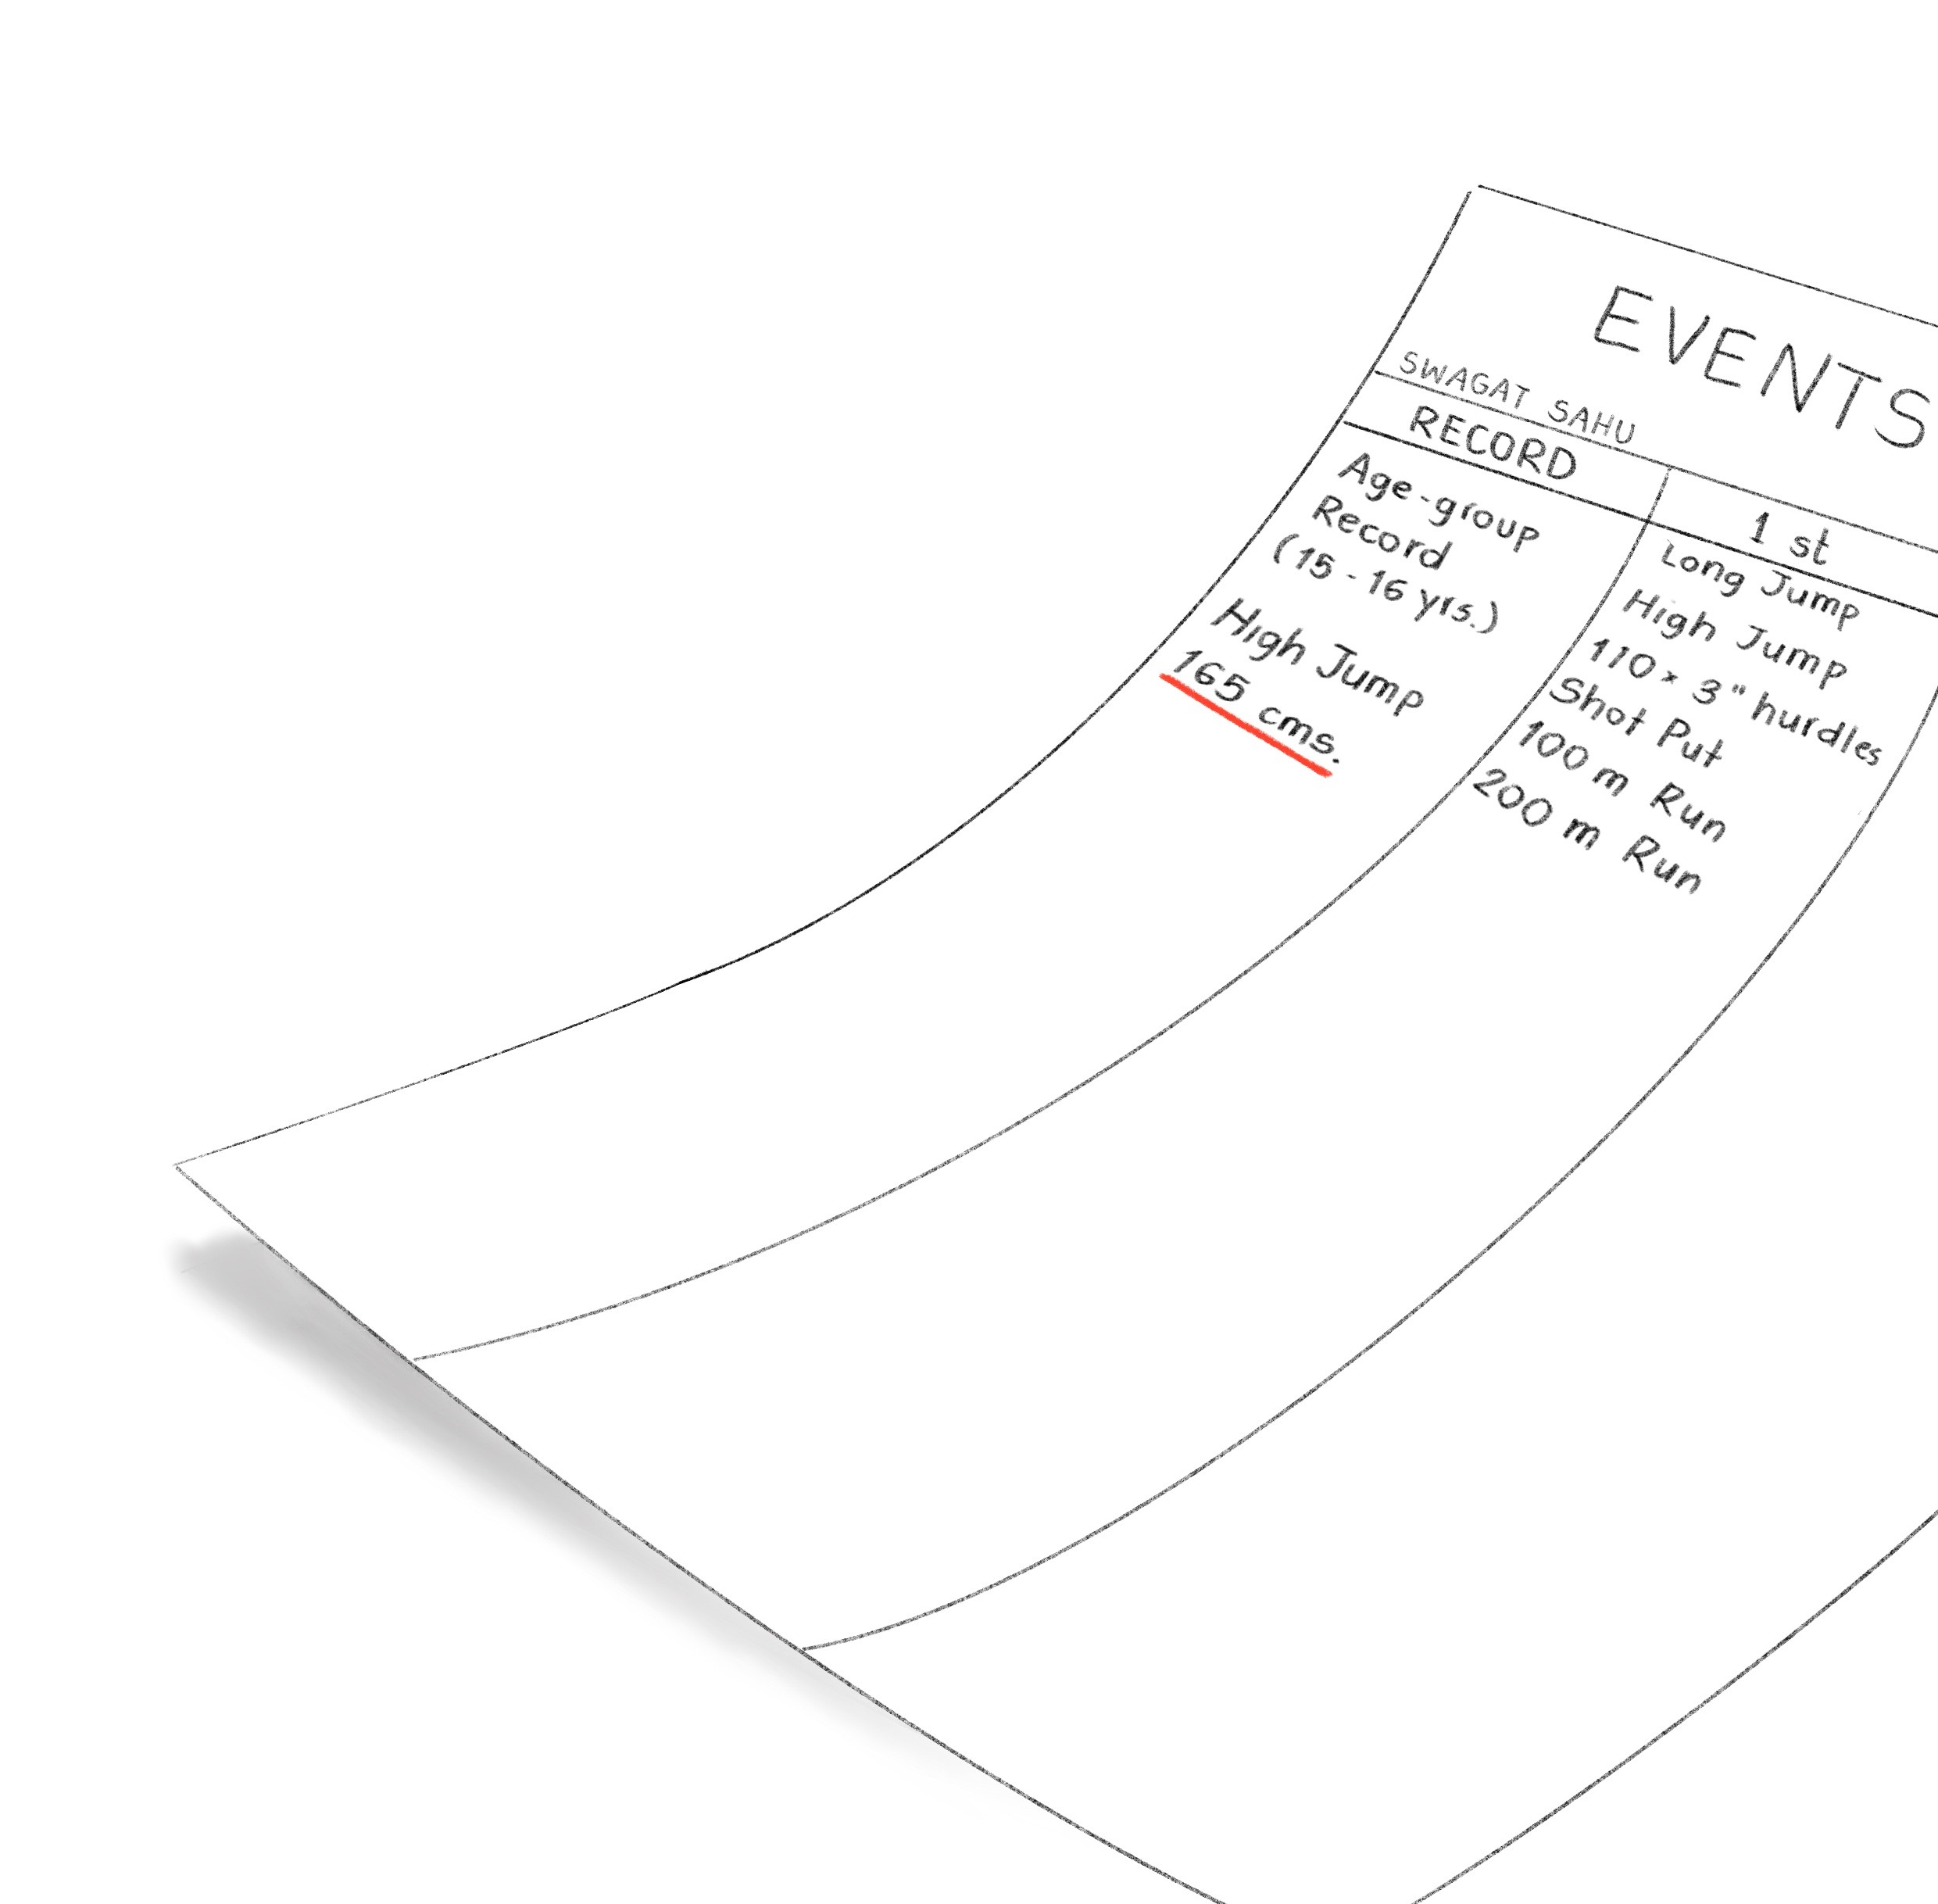 EVENTS
SWAGAT SAHU
RECORD
Age-group
Record
(15 - 16 yrs.)
High Jump
165 cms.
1 st
Long Jump
High Jump
110 × 3" hurdles
Shot Put
100 m Run
200 m Run